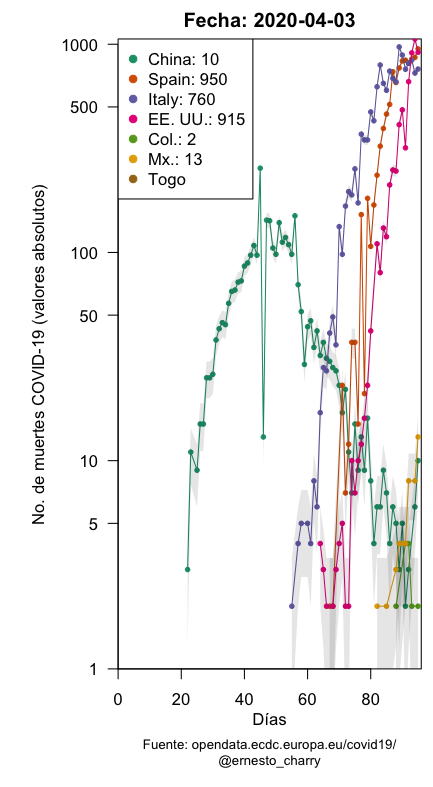 Fecha: 2020-04-03
China: 10
Spain: 950
Italy: 760
EE. UU.: 915
Col.: 2
Mx.: 13
Togo
No. de muertes COVID-19 (valores absolutos)
1000
500
100
50
10
5
1
0 20 40 60 80
Días
Fuente: opendata.ecdc.europa.eu/covid19/
@ernesto_charry